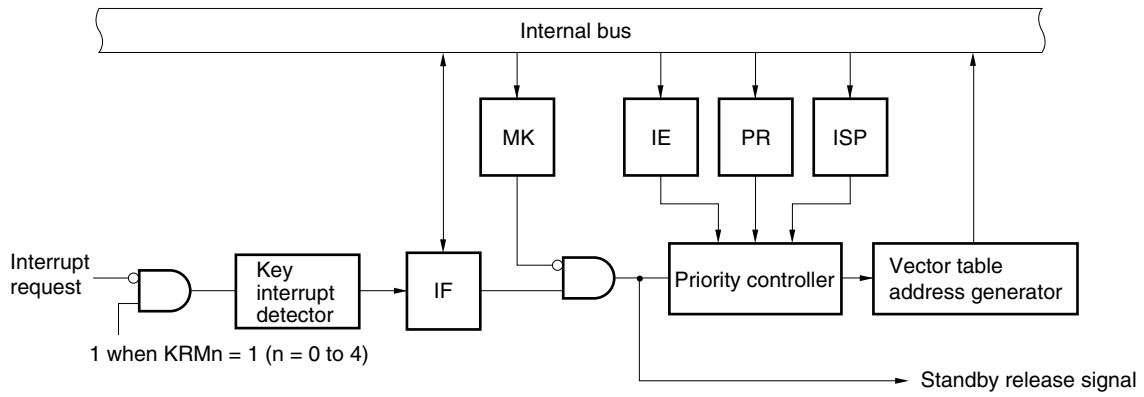 Internal bus
MK
IE
PR
ISP
Interrupt
request
Key
interrupt
detector
IF
Priority controller
Vector table
address generator
1 when KRMn = 1 (n = 0 to 4)
Standby release signal